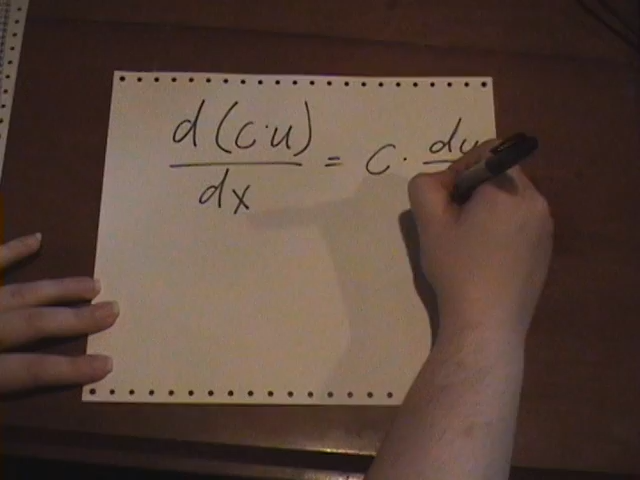 d(c·u)/dx = c · du